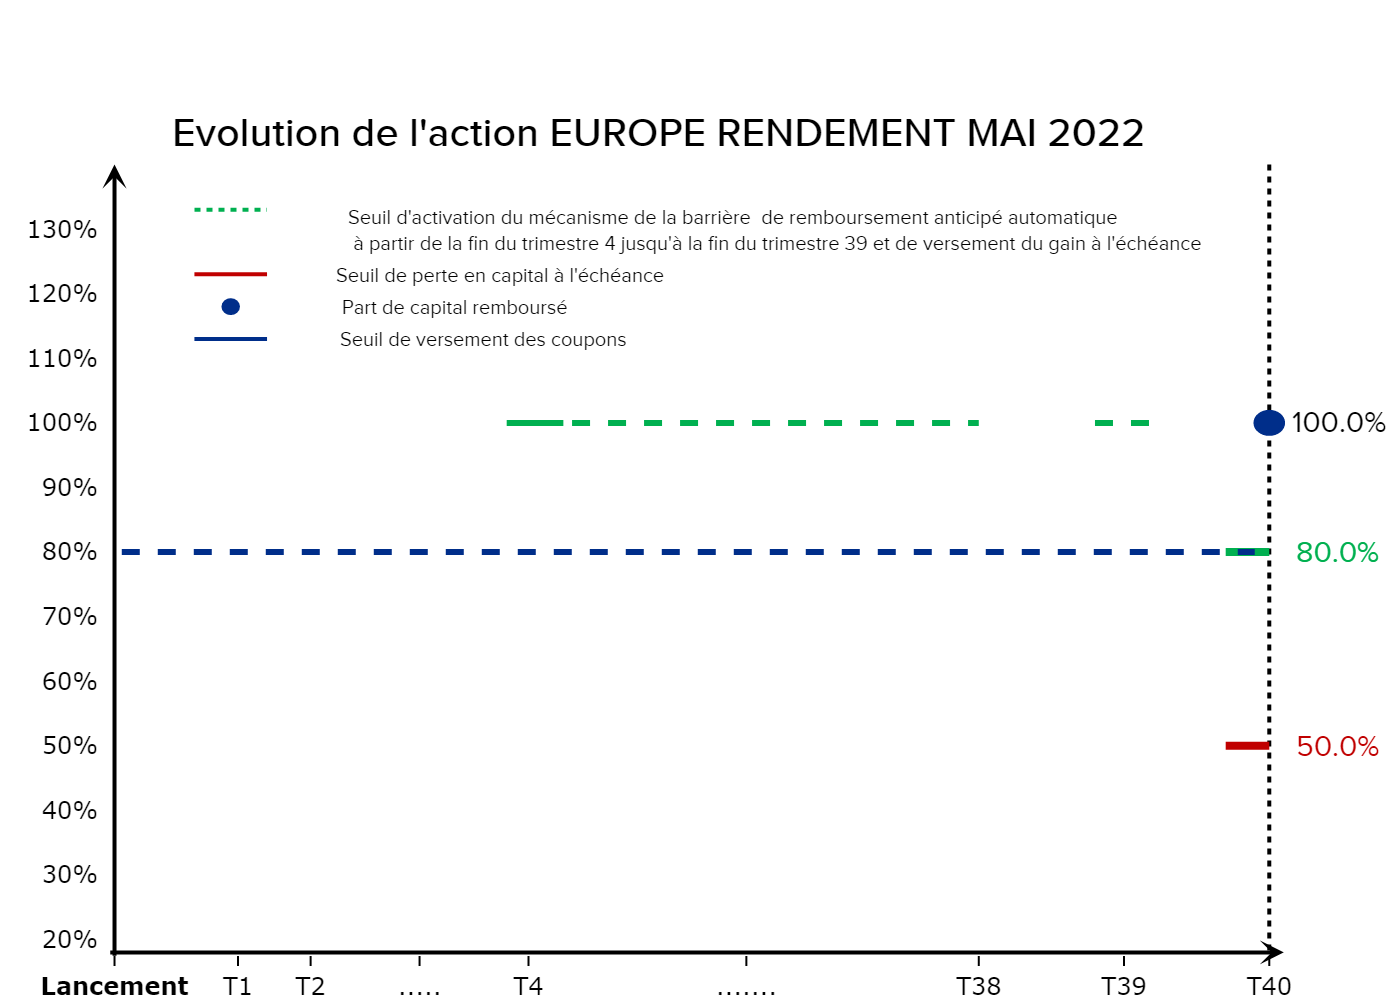 Evolution de l'action EUROPE RENDEMENT MAI 2022
Seuil d'activation du mécanisme de la barrière  de remboursement anticipé automatique
à partir de la fin du trimestre 4 jusqu'à la fin du trimestre 39 et de versement du gain à l'échéance
Seuil de perte en capital à l'échéance
Part de capital remboursé
Seuil de versement des coupons
130%
120%
110%
100%
90%
80%
70%
60%
50%
40%
30%
20%
100.0%
80.0%
50.0%
Lancement T1 T2 ..... T4 ....... T38 T39 T40